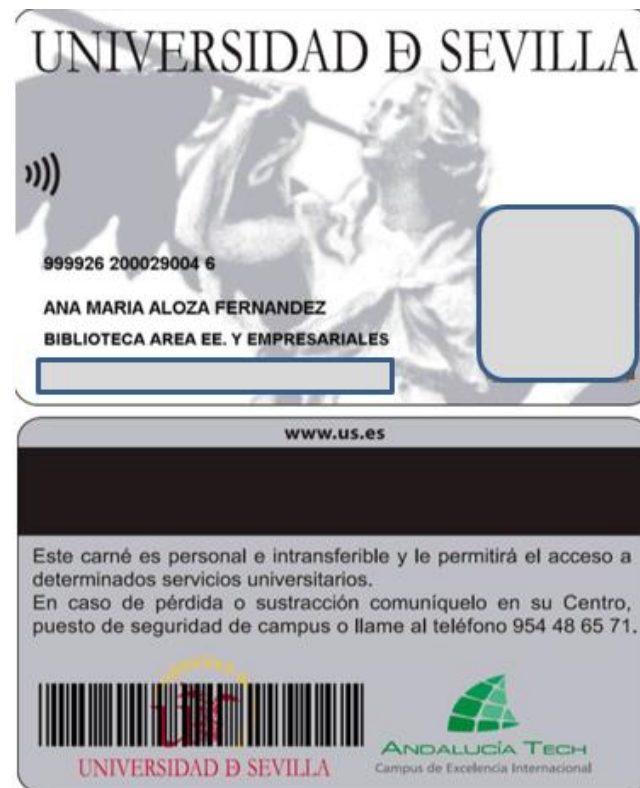 UNIVERSIDAD Đ SEVILLA
999926 200029004 6
ANA MARIA ALOZA FERNANDEZ
BIBLIOTECA AREA EE. Y EMPRESARIALES
www.us.es
Este carné es personal e intransferible y le permitirá el acceso a
determinados servicios universitarios.
En caso de pérdida o sustracción comuníquelo en su Centro,
puesto de seguridad de campus o llame al teléfono 954 48 65 71.
UNIVERSIDAD Đ SEVILLA
ANDALUCÍA TECH
Campus de Excelencia Internacional